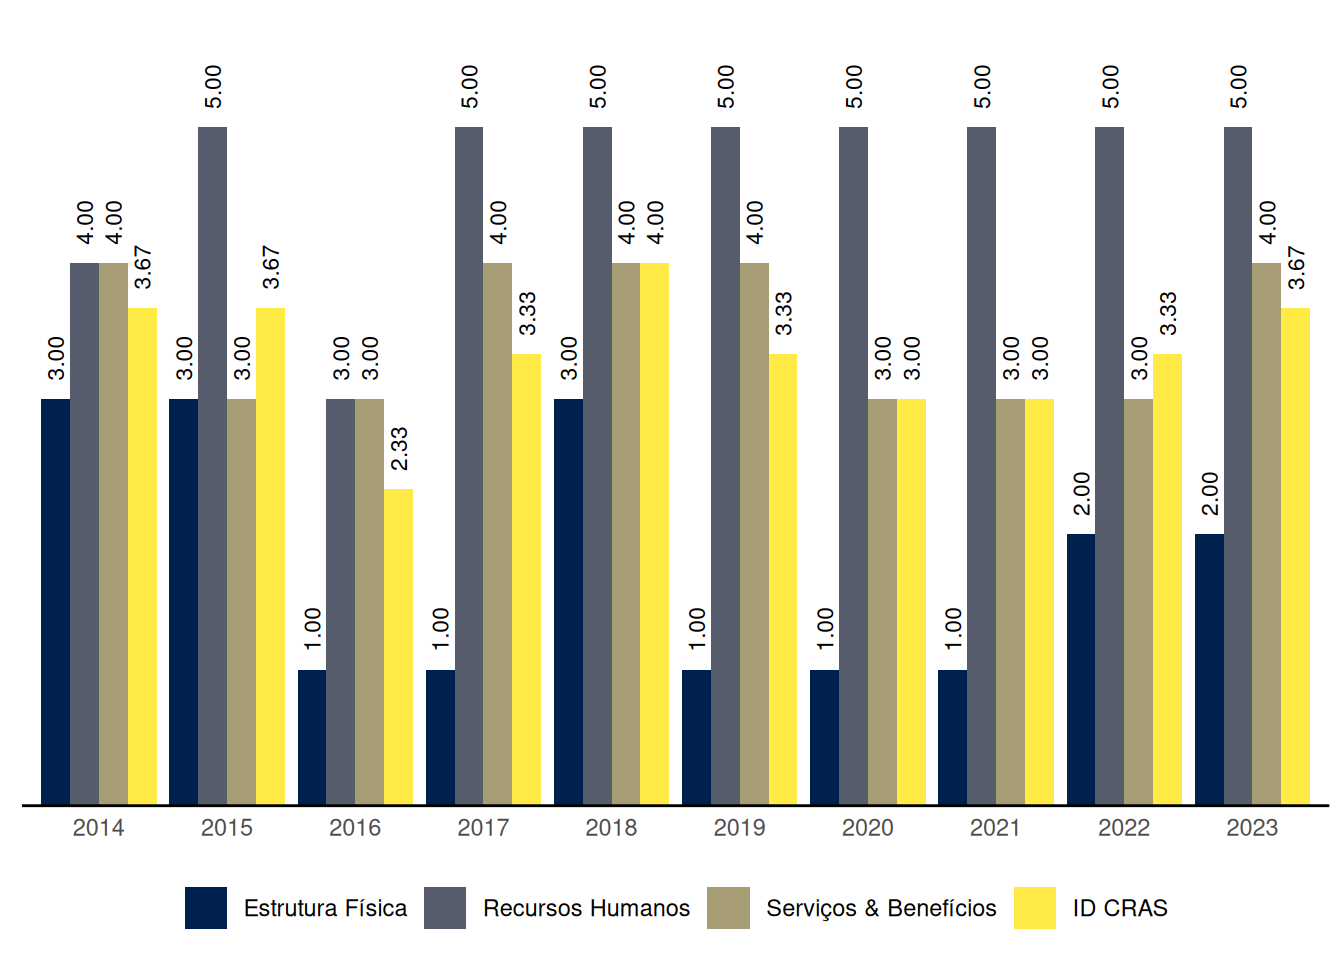 5.00 5.00 5.00 5.00 5.00 5.00 5.00 5.00
4.00 4.00 4.00 4.00 4.00 4.00 4.00
3.67 3.67 3.67
3.33 3.33 3.33
3.00 3.00 3.00 3.00 3.00 3.00 3.00 3.00 3.00 3.00 3.00
2.33
2.00 2.00
1.00 1.00 1.00 1.00 1.00
2014 2015 2016 2017 2018 2019 2020 2021 2022 2023
Estrutura Física Recursos Humanos Serviços & Benefícios ID CRAS